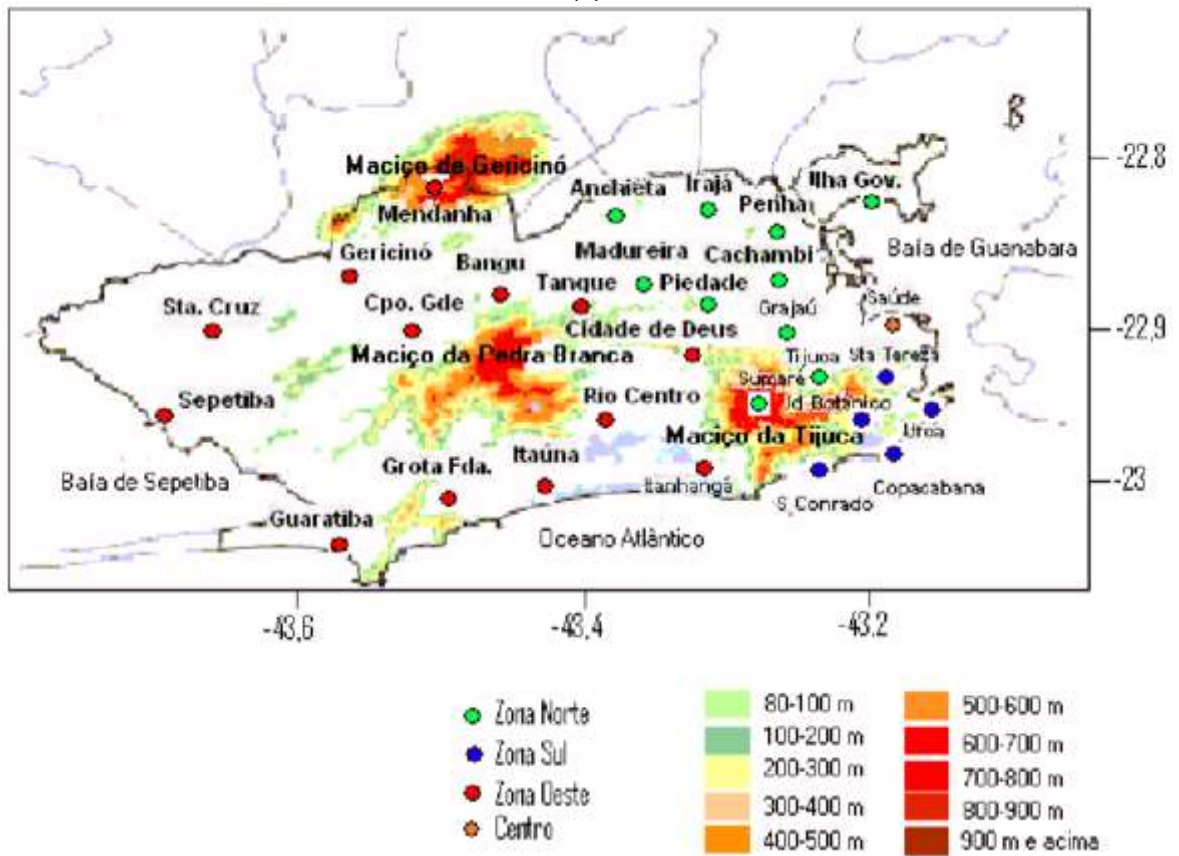 Maciço de Gericinó
Anchieta
Irajá
Ilha Gov.
-22.8
Mendanha
Penha
Gericinó
Bangu
Madureira
Cachambi
Baía de Guanabara
Sta. Cruz
Cpo. Gde
Tanque
Piedade
Grajaú
Saúde
-22.9
Cidade de Deus
Maciço da Pedra Branca
Tijuca
Sta Tereza
Sumaré
Jd. Botânico
Sepetiba
Rio Centro
Maciço da Tijuca
Urca
Grota Fda.
Itaúna
Itanhangá
Copacabana
-23
Baía de Sepetiba
S. Conrado
Guaratiba
Oceano Atlântico
-43,6
-43.4
-43.2
Zona Norte
Zona Sul
Zona Oeste
Centro
80-100 m
100-200 m
200-300 m
300-400 m
400-500 m
500-600 m
600-700 m
700-800 m
800-900 m
900 m e acima